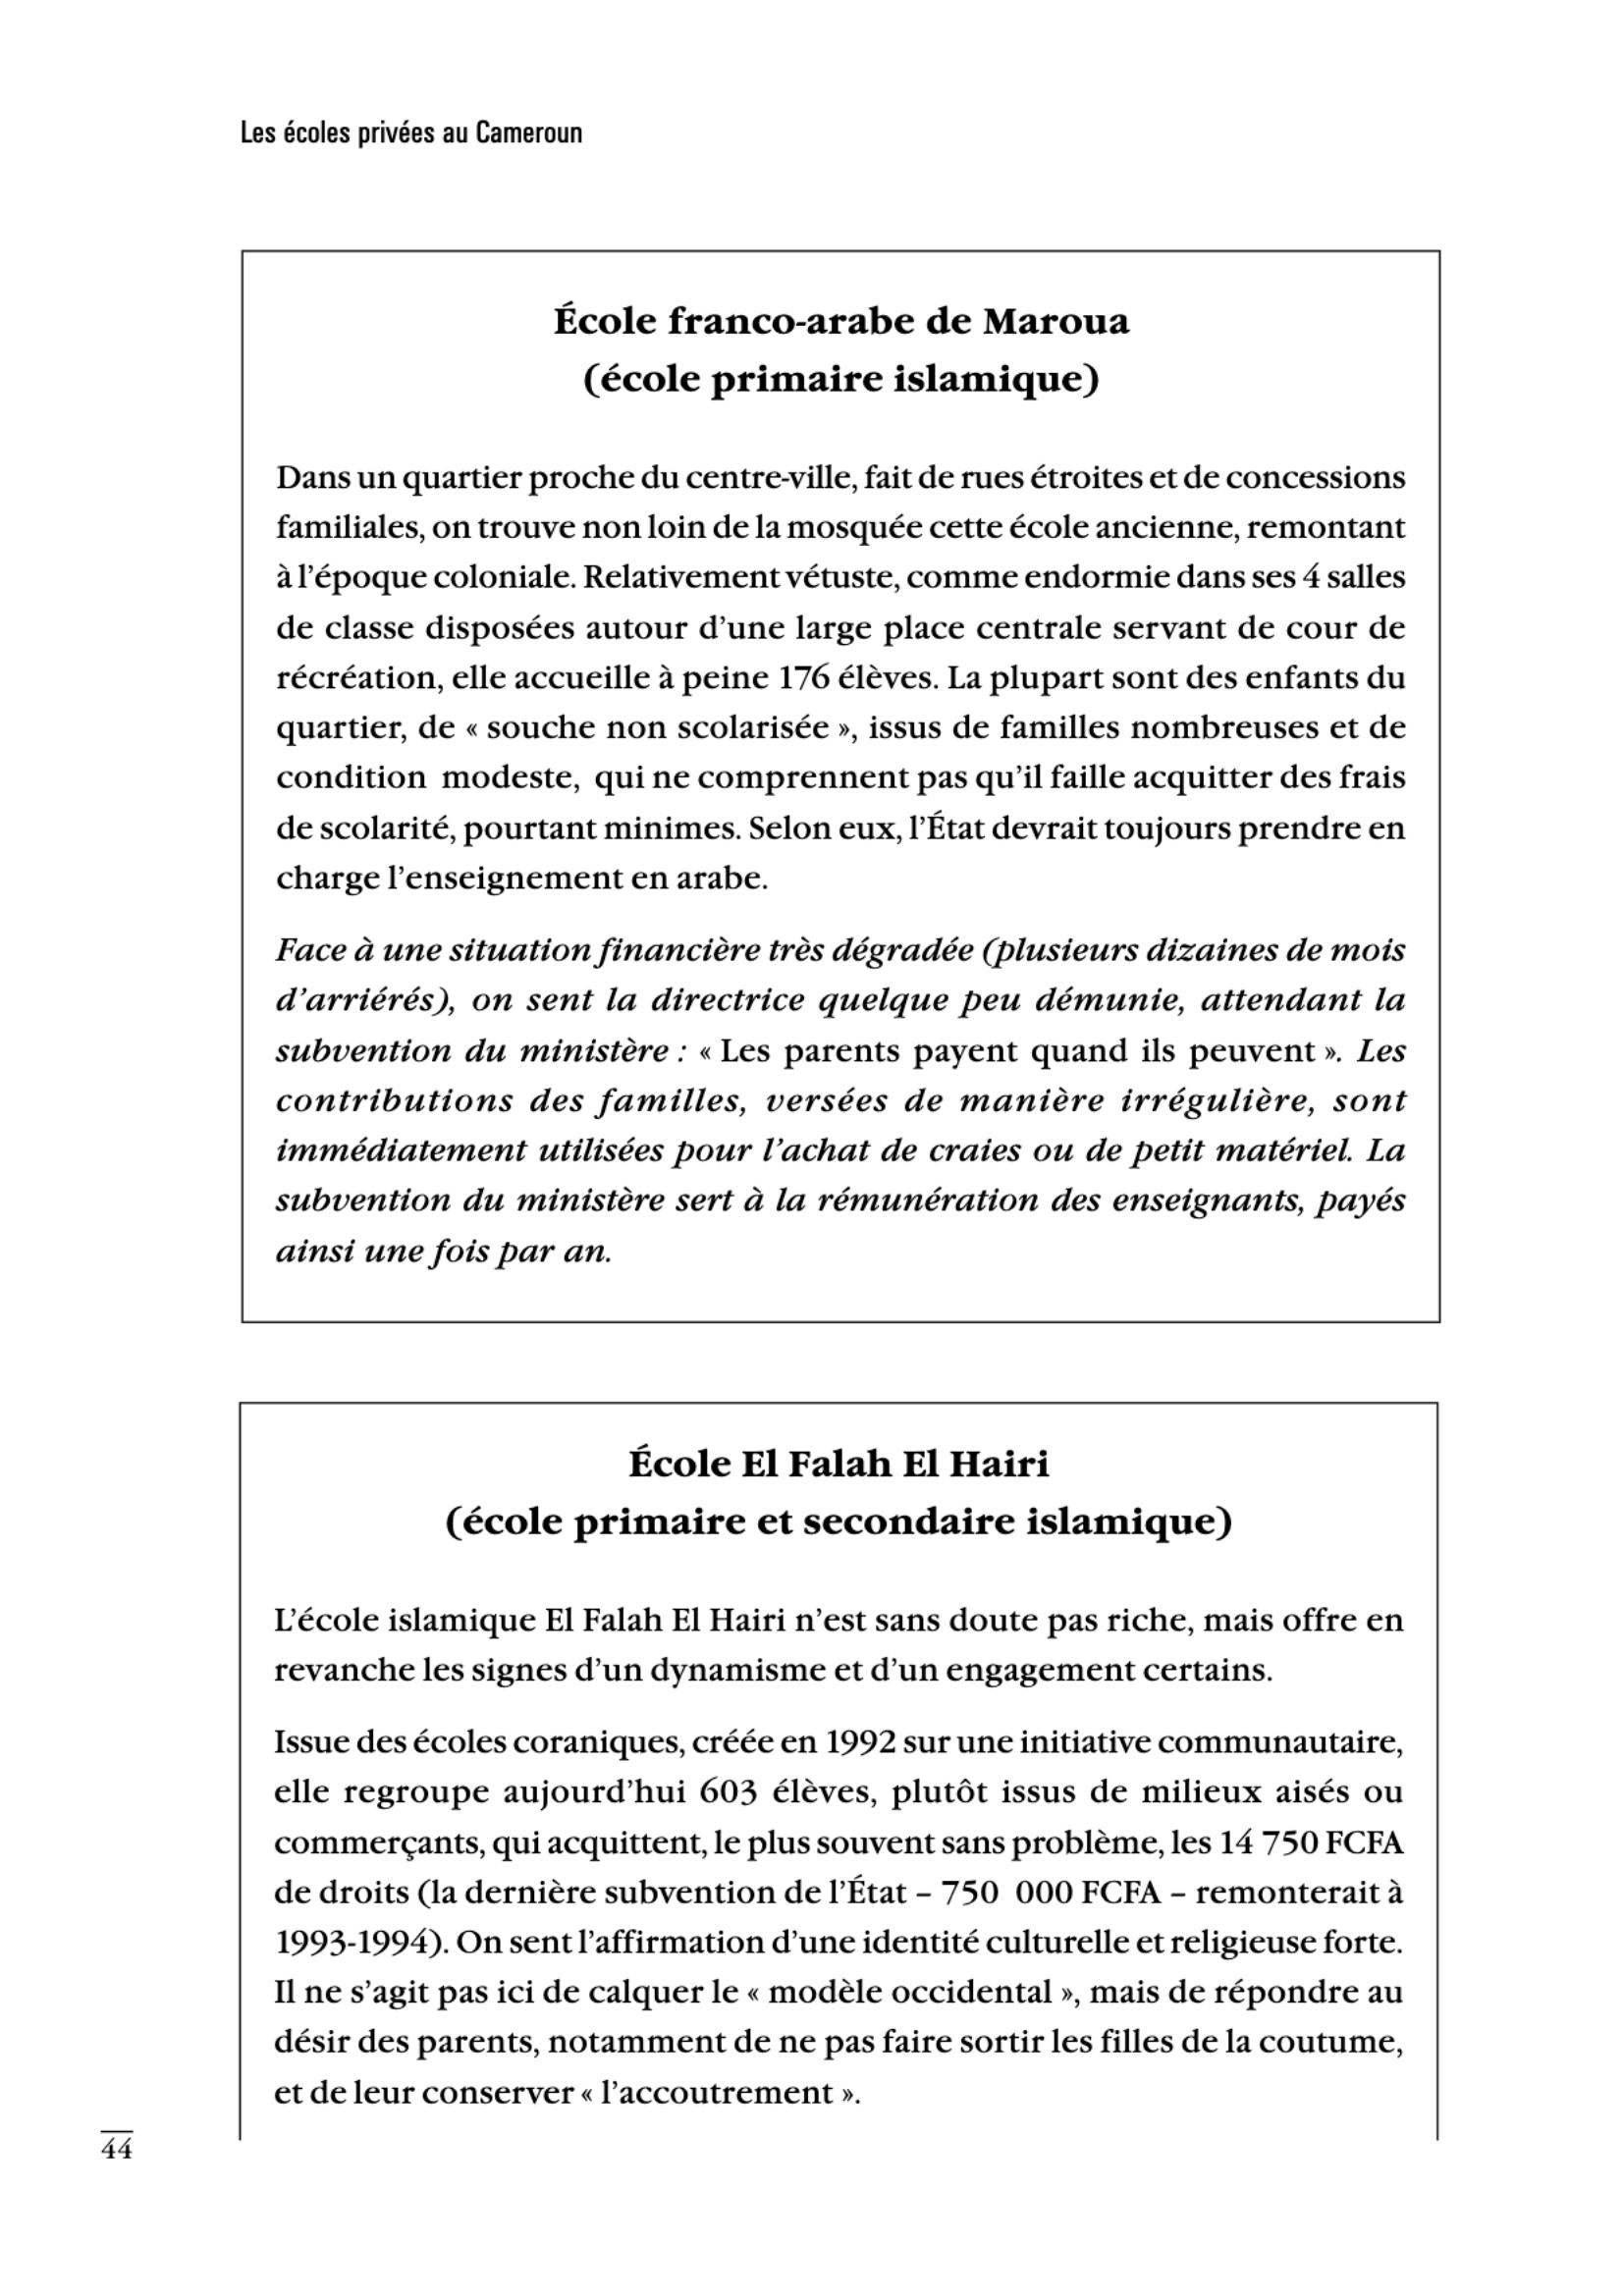 Les écoles privées au Cameroun
École franco-arabe de Maroua
(école primaire islamique)
Dans un quartier proche du centre-ville, fait de rues étroites et de concessions
familiales, on trouve non loin de la mosquée cette école ancienne, remontant
à l'époque coloniale. Relativement vétuste, comme endormie dans ses 4 salles
de classe disposées autour d'une large place centrale servant de cour de
récréation, elle accueille à peine 176 élèves. La plupart sont des enfants du
quartier, de « souche non scolarisée », issus de familles nombreuses et de
condition modeste, qui ne comprennent pas qu'il faille acquitter des frais
de scolarité, pourtant minimes. Selon eux, l'État devrait toujours prendre en
charge l'enseignement en arabe.
Face à une situation financière très dégradée (plusieurs dizaines de mois
d'arriérés), on sent la directrice quelque peu démunie, attendant la
subvention du ministère : « Les parents payent quand ils peuvent ». Les
contributions des familles, versées de manière irrégulière, sont
immédiatement utilisées pour l'achat de craies ou de petit matériel. La
subvention du ministère sert à la rémunération des enseignants, payés
ainsi une fois par an.
École El Falah El Hairi
(école primaire et secondaire islamique)
L'école islamique El Falah El Hairi n'est sans doute pas riche, mais offre en
revanche les signes d'un dynamisme et d'un engagement certains.
Issue des écoles coraniques, créée en 1992 sur une initiative communautaire,
elle regroupe aujourd'hui 603 élèves, plutôt issus de milieux aisés ou
commerçants, qui acquittent, le plus souvent sans problème, les 14 750 FCFA
de droits (la dernière subvention de l'État – 750 000 FCFA – remonterait à
1993-1994). On sent l'affirmation d'une identité culturelle et religieuse forte.
Il ne s'agit pas ici de calquer le « modèle occidental », mais de répondre au
désir des parents, notamment de ne pas faire sortir les filles de la coutume,
et de leur conserver « l'accoutrement ».
44